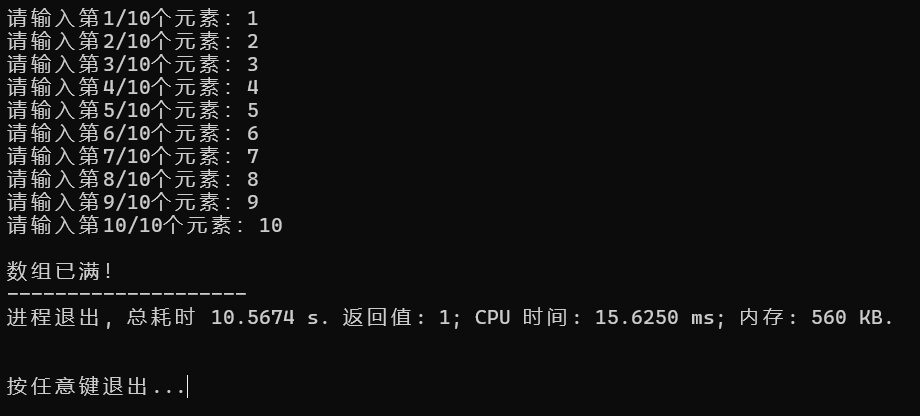 请输入第1/10个元素: 1
请输入第2/10个元素: 2
请输入第3/10个元素: 3
请输入第4/10个元素: 4
请输入第5/10个元素: 5
请输入第6/10个元素: 6
请输入第7/10个元素: 7
请输入第8/10个元素: 8
请输入第9/10个元素: 9
请输入第10/10个元素: 10
数组已满!
--------------------
进程退出, 总耗时 10.5674 s. 返回值: 1; CPU 时间: 15.6250 ms; 内存: 560 KB.
按任意键退出...